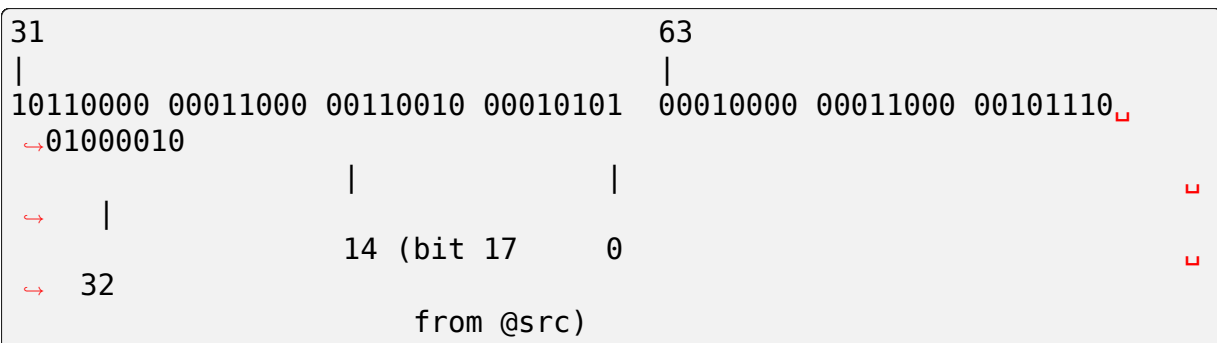 31                                   63
|                                    |
10110000 00011000 00110010 00010101  00010000 00011000 00101110␣
↪01000010
                   |              |                               ␣
↪    |
                   14 (bit 17     0                               ␣
↪   32
                       from @src)